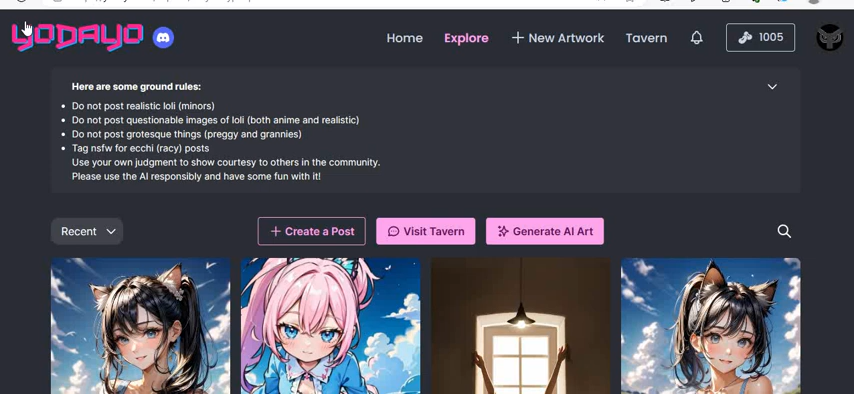 YODAYO
Home Explore + New Artwork Tavern 1005
Here are some ground rules:
• Do not post realistic loli (minors)
• Do not post questionable images of loli (both anime and realistic)
• Do not post grotesque things (preggy and grannies)
• Tag nsfw for ecchi (racy) posts
Use your own judgment to show courtesy to others in the community.
Please use the AI responsibly and have some fun with it!
Recent + Create a Post Visit Tavern Generate AI Art